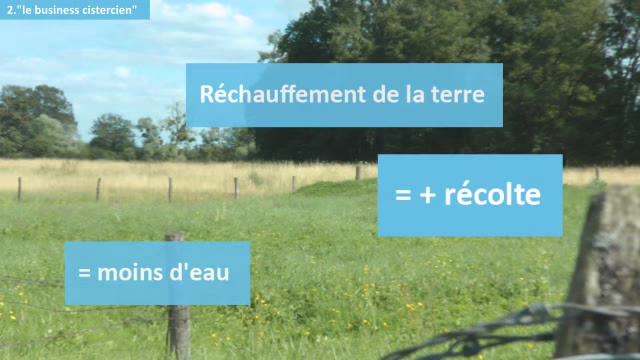 2."le business cistercien"
Réchauffement de la terre
= + récolte
= moins d'eau